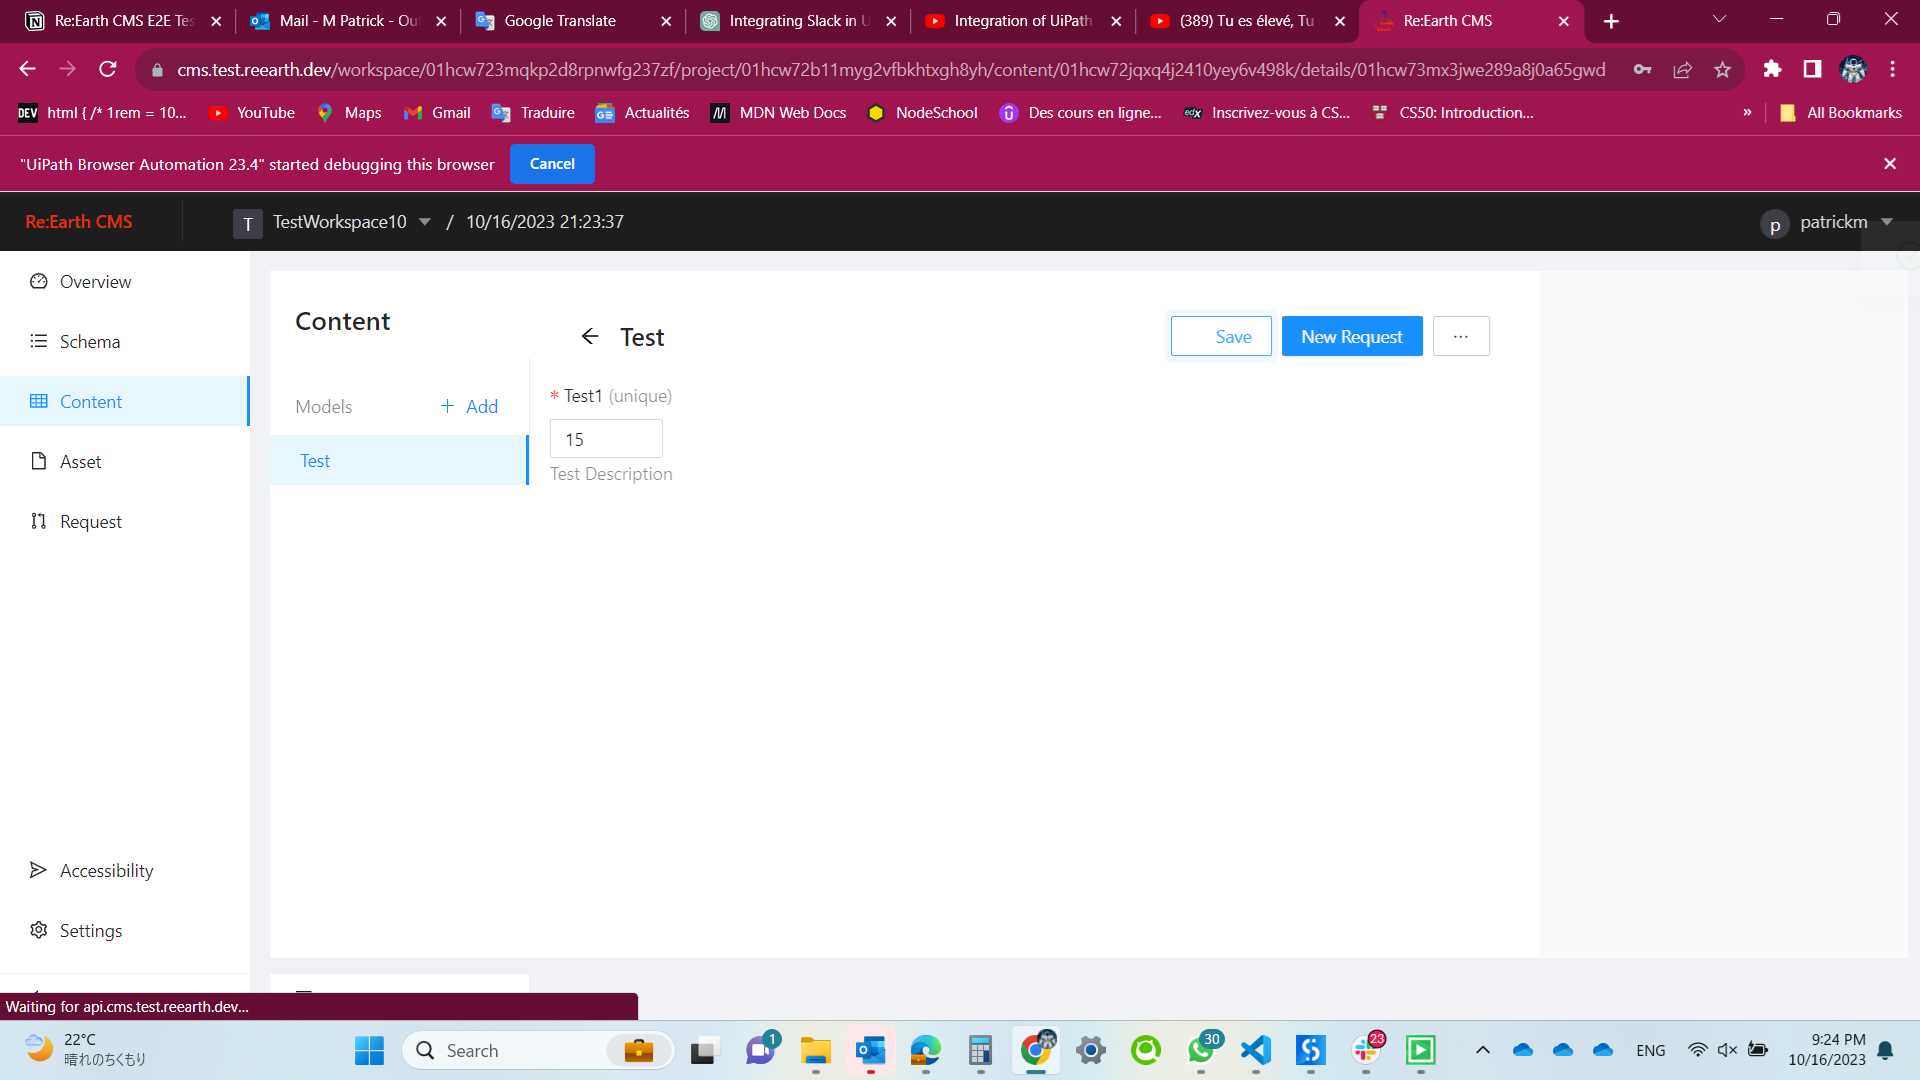 Re:Earth CMS E2E Tes
Mail - M Patrick - Ou
Google Translate
Integrating Slack in U
Integration of UiPath
(389) Tu es élevé, Tu
Re:Earth CMS
cms.test.reearth.dev/workspace/01hcw723mqkp2d8rpnwfg237zf/project/01hcw72b11myg2vfbkhtxgh8yh/content/01hcw72jqxq4j2410yey6v498k/details/01hcw73mx3jwe289a8j0a65gwd
DEV html { /* 1rem = 10...
YouTube
Maps
Gmail
Traduire
Actualités
MDN Web Docs
NodeSchool
Des cours en ligne...
edX Inscrivez-vous à CS...
CS50: Introduction...
»
All Bookmarks
"UiPath Browser Automation 23.4" started debugging this browser
Cancel
Re:Earth CMS
T TestWorkspace10 / 10/16/2023 21:23:37
p patrickm
Overview
Schema
Content
Asset
Request
Accessibility
Settings
Content
Models
+ Add
Test
Test
Save
New Request
...
* Test1 (unique)
15
Test Description
Waiting for api.cms.test.reearth.dev...
22°C
晴れのちくもり
Search
1
30
23
ENG
9:24 PM
10/16/2023